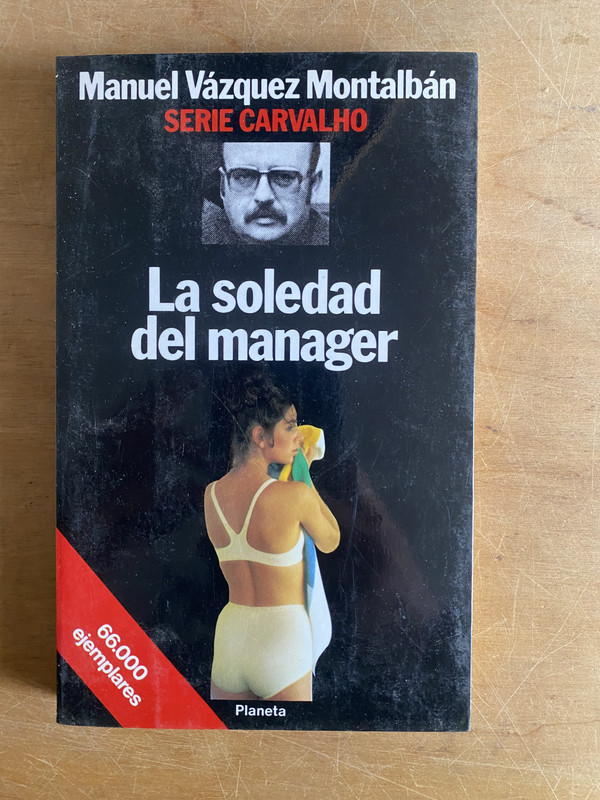 Manuel Vázquez Montalbán
SERIE CARVALHO
La soledad
del manager
66.000
ejemplares
Planeta